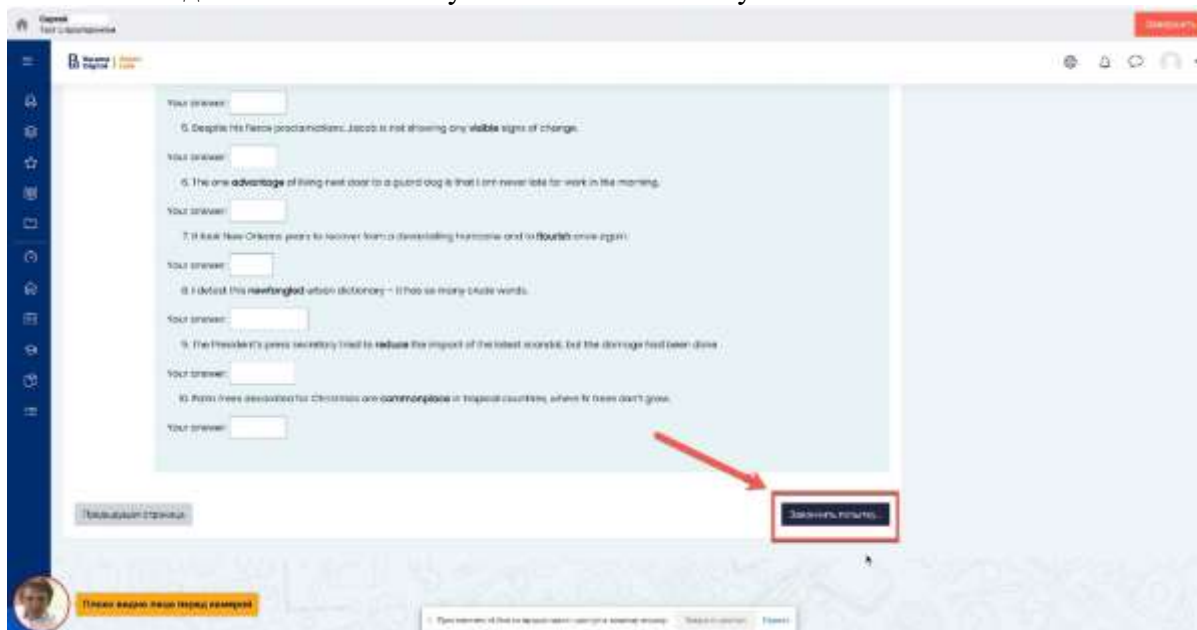 Сергей
Тест с прокторингом
Завершить
Your answer:
5. Despite his fierce proclamations, Jacob is not showing any visible signs of change.
Your answer:
6. The one advantage of living next door to a guard dog is that I am never late for work in the morning.
Your answer:
7. It took New Orleans years to recover from a devastating hurricane and to flourish once again.
Your answer:
8. I detest this newfangled urban dictionary – it has so many crude words.
Your answer:
9. The President's press secretary tried to reduce the impact of the latest scandal, but the damage had been done.
Your answer:
10. Palm trees decorated for Christmas are commonplace in tropical countries, where fir trees don't grow.
Your answer:
Предыдущая страница
Закончить попытку...
Плохо видно лицо перед камерой